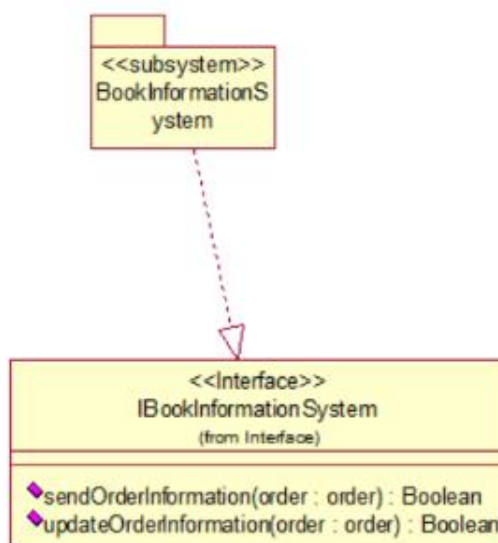 <<subsystem>>
BookInformationS
ystem
<<Interface>>
IBookInformationSystem
(from Interface)
sendOrderInformation(order : order) : Boolean
updateOrderInformation(order : order) : Boolean